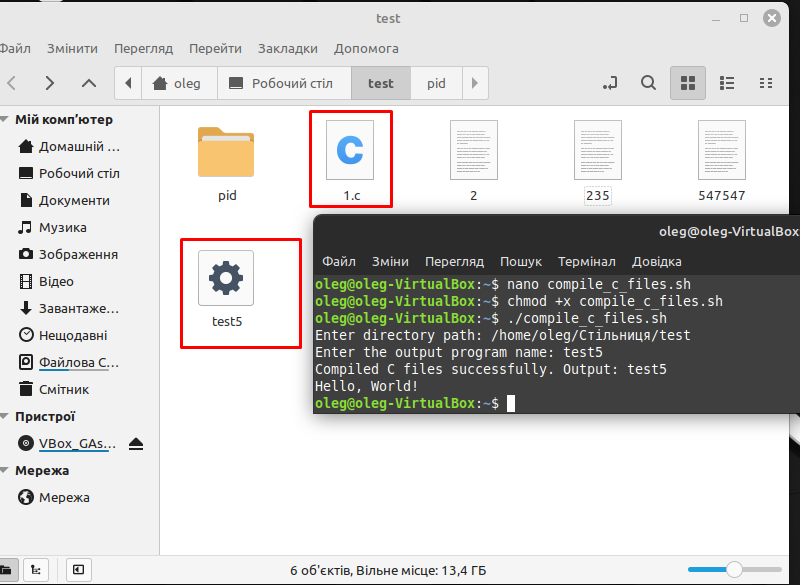 test
Файл Змінити Перегляд Перейти Закладки Допомога
oleg Робочий стіл test pid
Мій комп’ютер
Домашній ...
Робочий стіл
Документи
Музика
Зображення
Відео
Завантаже...
Нещодавні
Файлова С...
Смітник
Пристрої
VBox_GAs...
Мережа
Мережа
pid 1.c 2 235 547547
test5
oleg@oleg-VirtualBox
Файл Зміни Перегляд Пошук Термінал Довідка
oleg@oleg-VirtualBox:~$ nano compile_c_files.sh
oleg@oleg-VirtualBox:~$ chmod +x compile_c_files.sh
oleg@oleg-VirtualBox:~$ ./compile_c_files.sh
Enter directory path: /home/oleg/Стільниця/test
Enter the output program name: test5
Compiled C files successfully. Output: test5
Hello, World!
oleg@oleg-VirtualBox:~$
6 об'єктів, Вільне місце: 13,4 ГБ